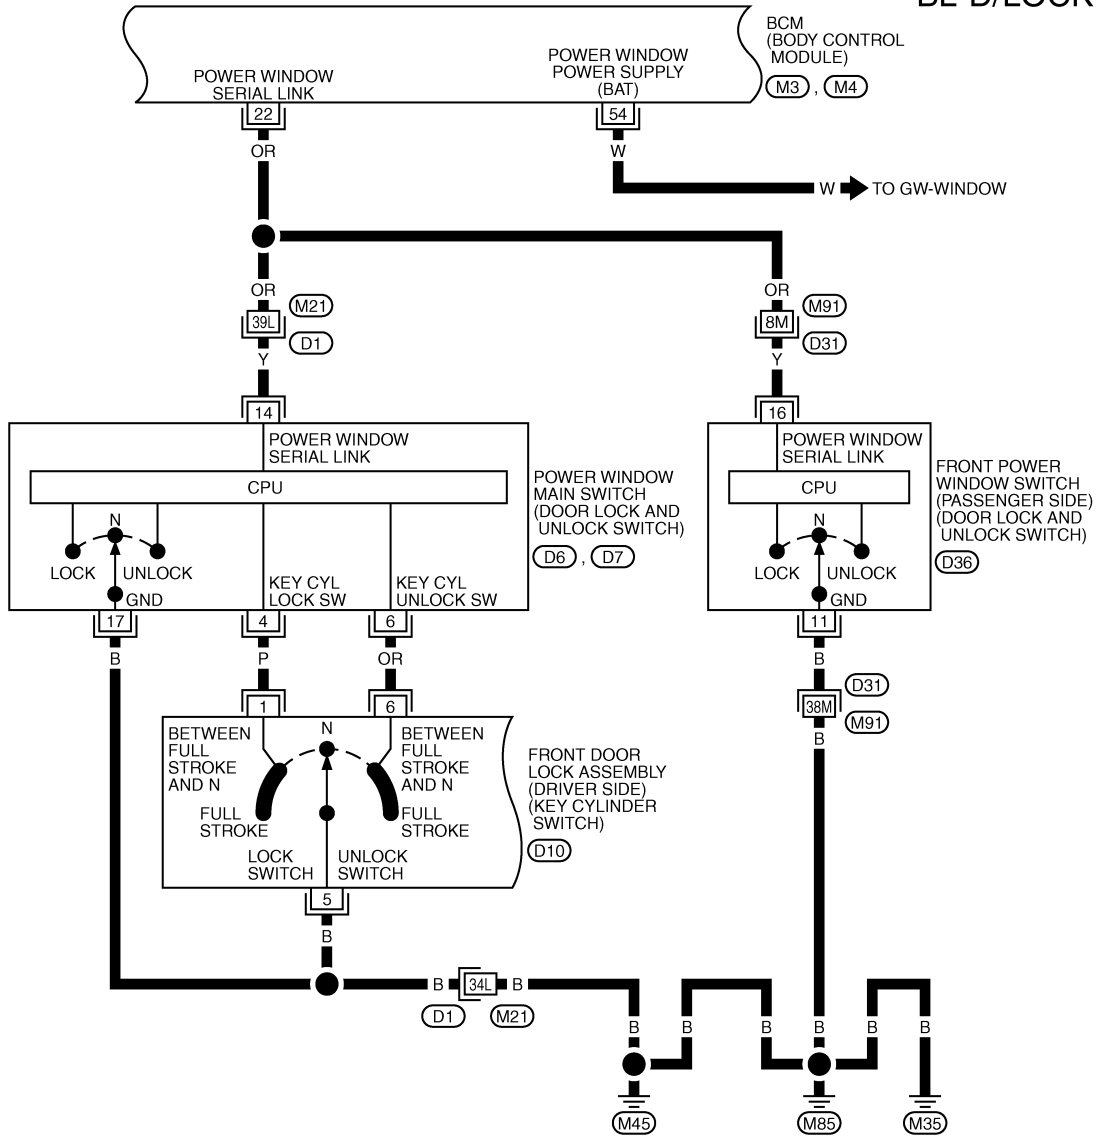 BCM
(BODY CONTROL
MODULE)
M3 , M4
POWER WINDOW
SERIAL LINK
POWER WINDOW
POWER SUPPLY
(BAT)
22
54
OR
W
W
TO GW-WINDOW
OR
M21
39L
D1
Y
OR
M91
8M
D31
Y
14
16
POWER WINDOW
SERIAL LINK
CPU
N
LOCK
UNLOCK
GND
KEY CYL
LOCK SW
KEY CYL
UNLOCK SW
POWER WINDOW
MAIN SWITCH
(DOOR LOCK AND
UNLOCK SWITCH)
D6 , D7
POWER WINDOW
SERIAL LINK
CPU
N
LOCK
UNLOCK
GND
FRONT POWER
WINDOW SWITCH
(PASSENGER SIDE)
(DOOR LOCK AND
UNLOCK SWITCH)
D36
17
4
6
11
B
P
OR
B
1
6
D31
38M
M91
B
BETWEEN
FULL
STROKE
AND N
N
BETWEEN
FULL
STROKE
AND N
FULL
STROKE
FULL
STROKE
LOCK
SWITCH
UNLOCK
SWITCH
FRONT DOOR
LOCK ASSEMBLY
(DRIVER SIDE)
(KEY CYLINDER
SWITCH)
D10
5
B
B
34L
B
D1
M21
B
B
B
B
B
B
M45
M85
M35